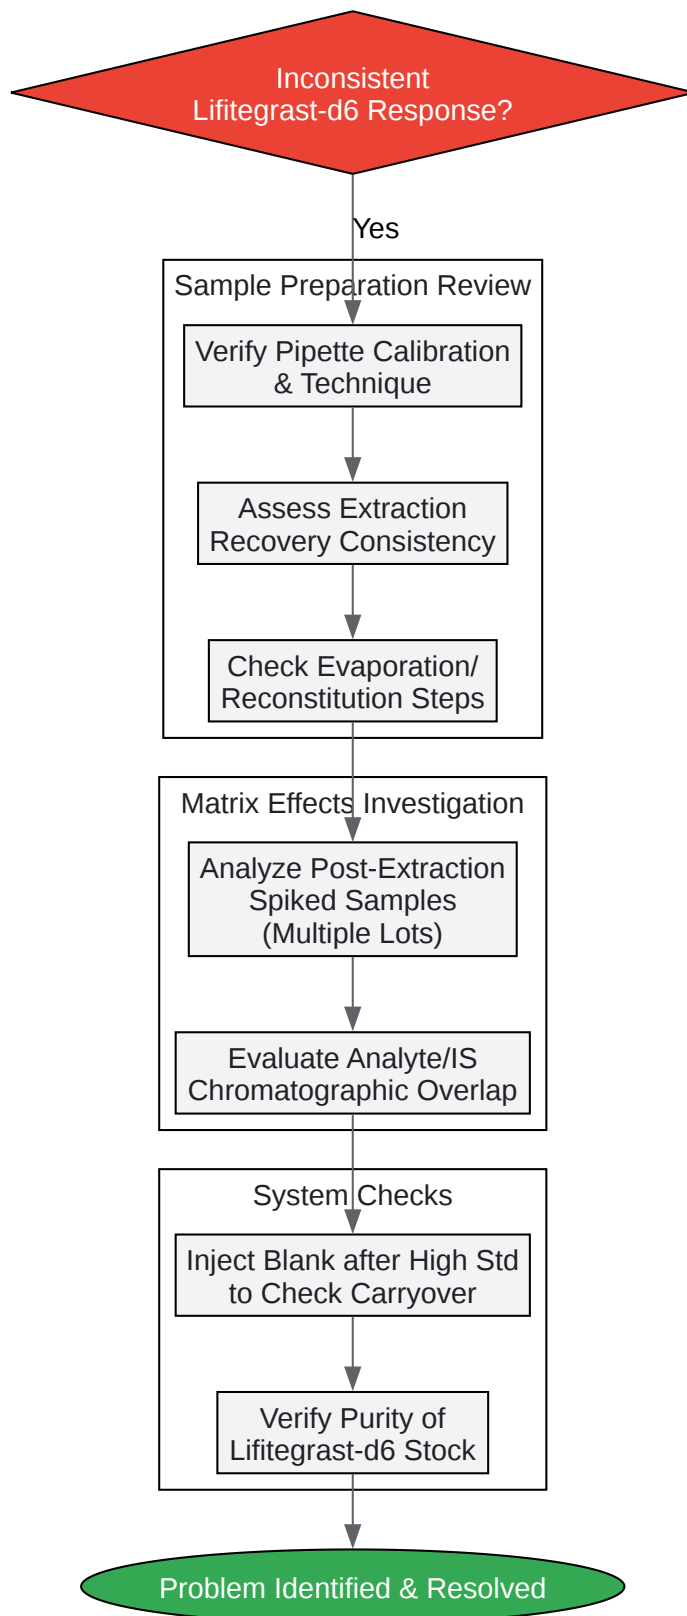 Inconsistent
Lifitegrast-d6 Response?
Yes
Sample Preparation Review
Verify Pipette Calibration
& Technique
Assess Extraction
Recovery Consistency
Check Evaporation/
Reconstitution Steps
Matrix Effects Investigation
Analyze Post-Extraction
Spiked Samples
(Multiple Lots)
Evaluate Analyte/IS
Chromatographic Overlap
System Checks
Inject Blank after High Std
to Check Carryover
Verify Purity of
Lifitegrast-d6 Stock
Problem Identified & Resolved